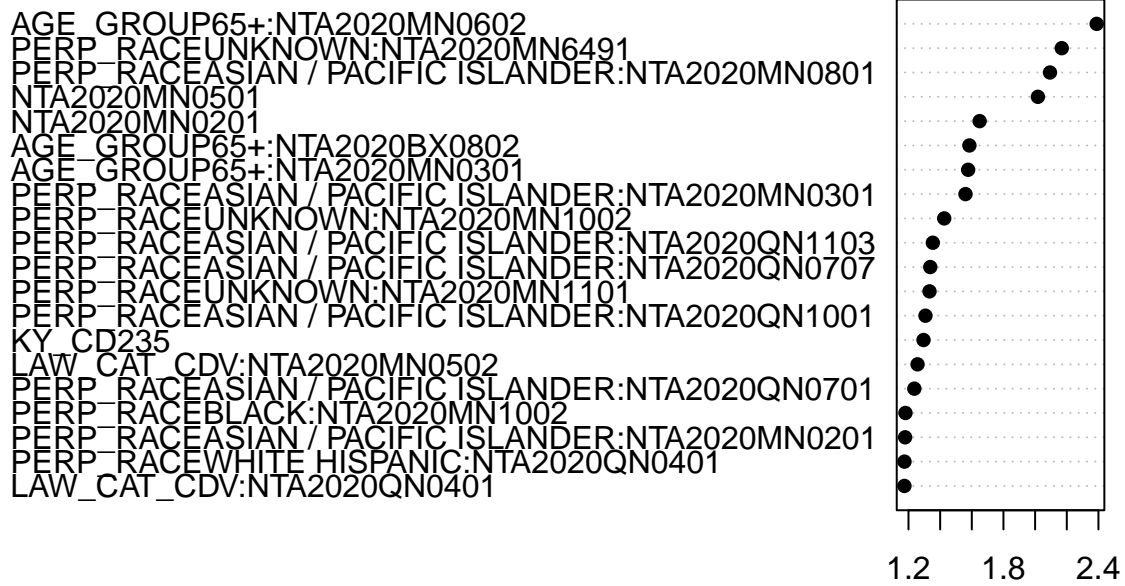 AGE_GROUP65+:NTA2020MN0602
PERP_RACEUNKNOWN:NTA2020MN6491
PERP_RACEASIAN / PACIFIC ISLANDER:NTA2020MN0801
NTA2020MN0501
NTA2020MN0201
AGE_GROUP65+:NTA2020BX0802
AGE_GROUP65+:NTA2020MN0301
PERP_RACEASIAN / PACIFIC ISLANDER:NTA2020MN0301
PERP_RACEUNKNOWN:NTA2020MN1002
PERP_RACEASIAN / PACIFIC ISLANDER:NTA2020QN1103
PERP_RACEASIAN / PACIFIC ISLANDER:NTA2020QN0707
PERP_RACEUNKNOWN:NTA2020MN1101
PERP_RACEASIAN / PACIFIC ISLANDER:NTA2020QN1001
KY_CD235
LAW_CAT_CDV:NTA2020MN0502
PERP_RACEASIAN / PACIFIC ISLANDER:NTA2020QN0701
PERP_RACEBLACK:NTA2020MN1002
PERP_RACEASIAN / PACIFIC ISLANDER:NTA2020MN0201
PERP_RACEWHITE HISPANIC:NTA2020QN0401
LAW_CAT_CDV:NTA2020QN0401
1.2 1.8 2.4